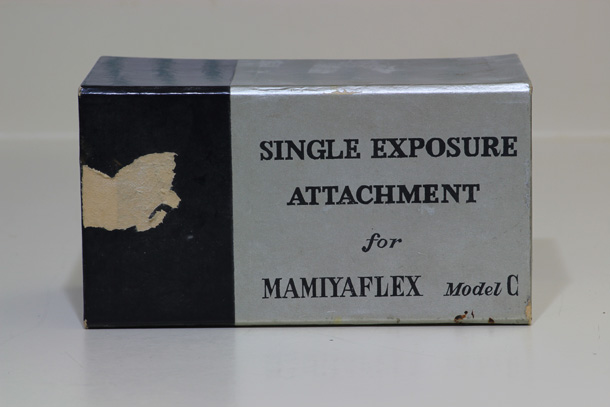 SINGLE EXPOSURE
ATTACHMENT
for
MAMIYAFLEX Model C